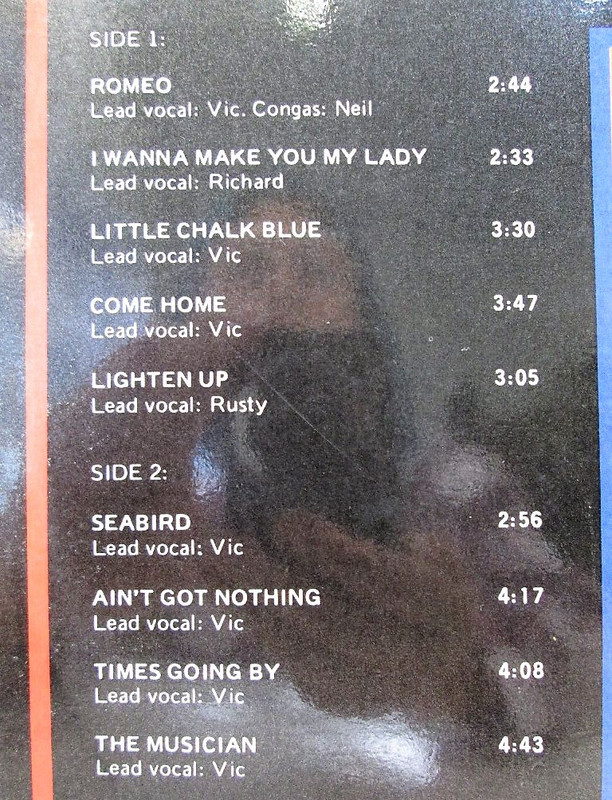 SIDE 1:
ROMEO 2:44
Lead vocal: Vic. Congas: Neil
I WANNA MAKE YOU MY LADY 2:33
Lead vocal: Richard
LITTLE CHALK BLUE 3:30
Lead vocal: Vic
COME HOME 3:47
Lead vocal: Vic
LIGHTEN UP 3:05
Lead vocal: Rusty
SIDE 2:
SEABIRD 2:56
Lead vocal: Vic
AIN'T GOT NOTHING 4:17
Lead vocal: Vic
TIMES GOING BY 4:08
Lead vocal: Vic
THE MUSICIAN 4:43
Lead vocal: Vic